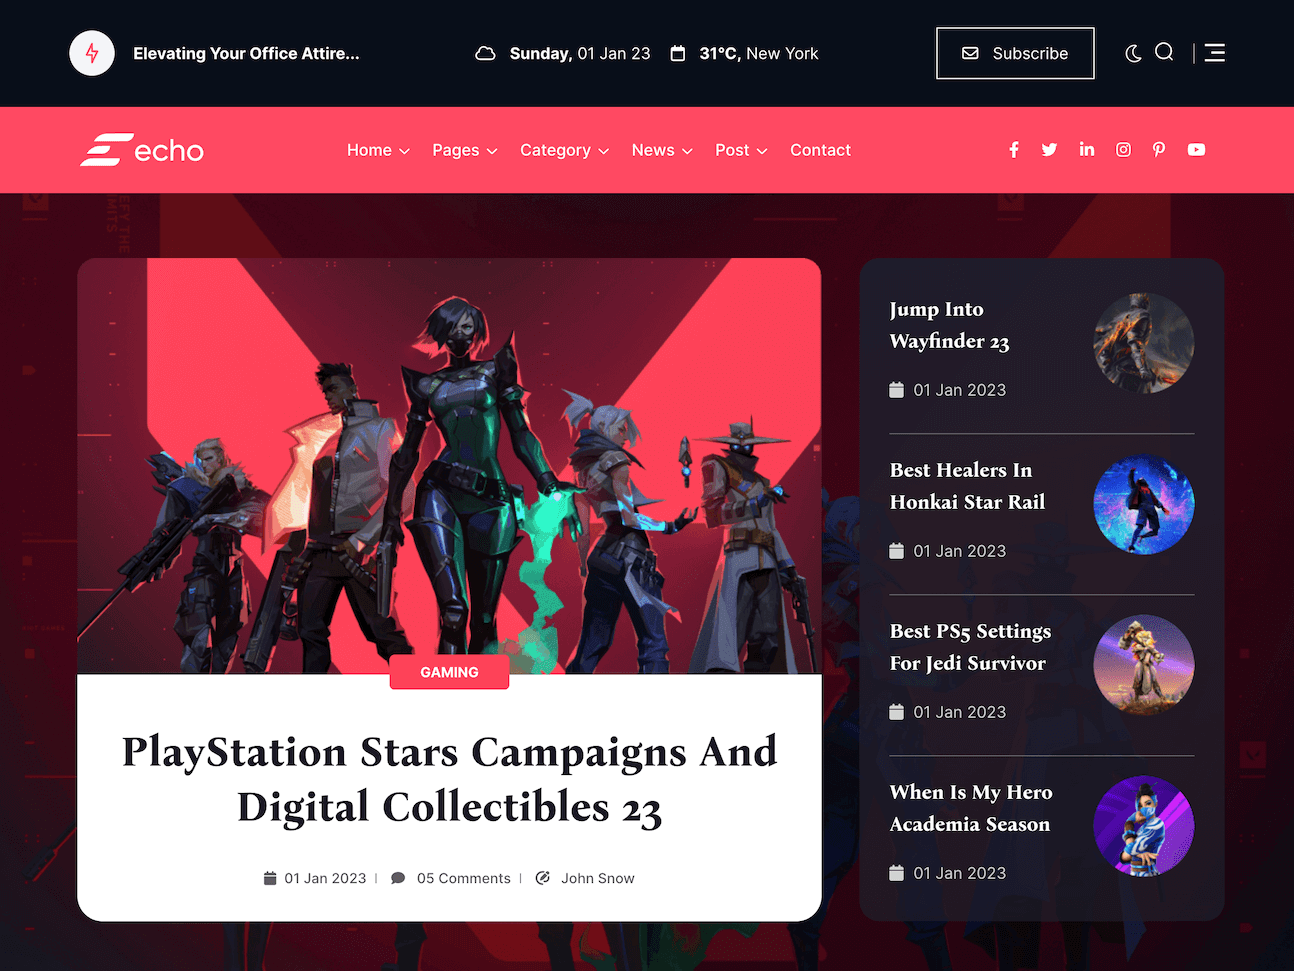 Elevating Your Office Attire...
Sunday, 01 Jan 23
31°C, New York
Subscribe
echo
Home
Pages
Category
News
Post
Contact
GAMING
PlayStation Stars Campaigns And
Digital Collectibles 23
01 Jan 2023
05 Comments
John Snow
Jump Into
Wayfinder 23
01 Jan 2023
Best Healers In
Honkai Star Rail
01 Jan 2023
Best PS5 Settings
For Jedi Survivor
01 Jan 2023
When Is My Hero
Academia Season
01 Jan 2023